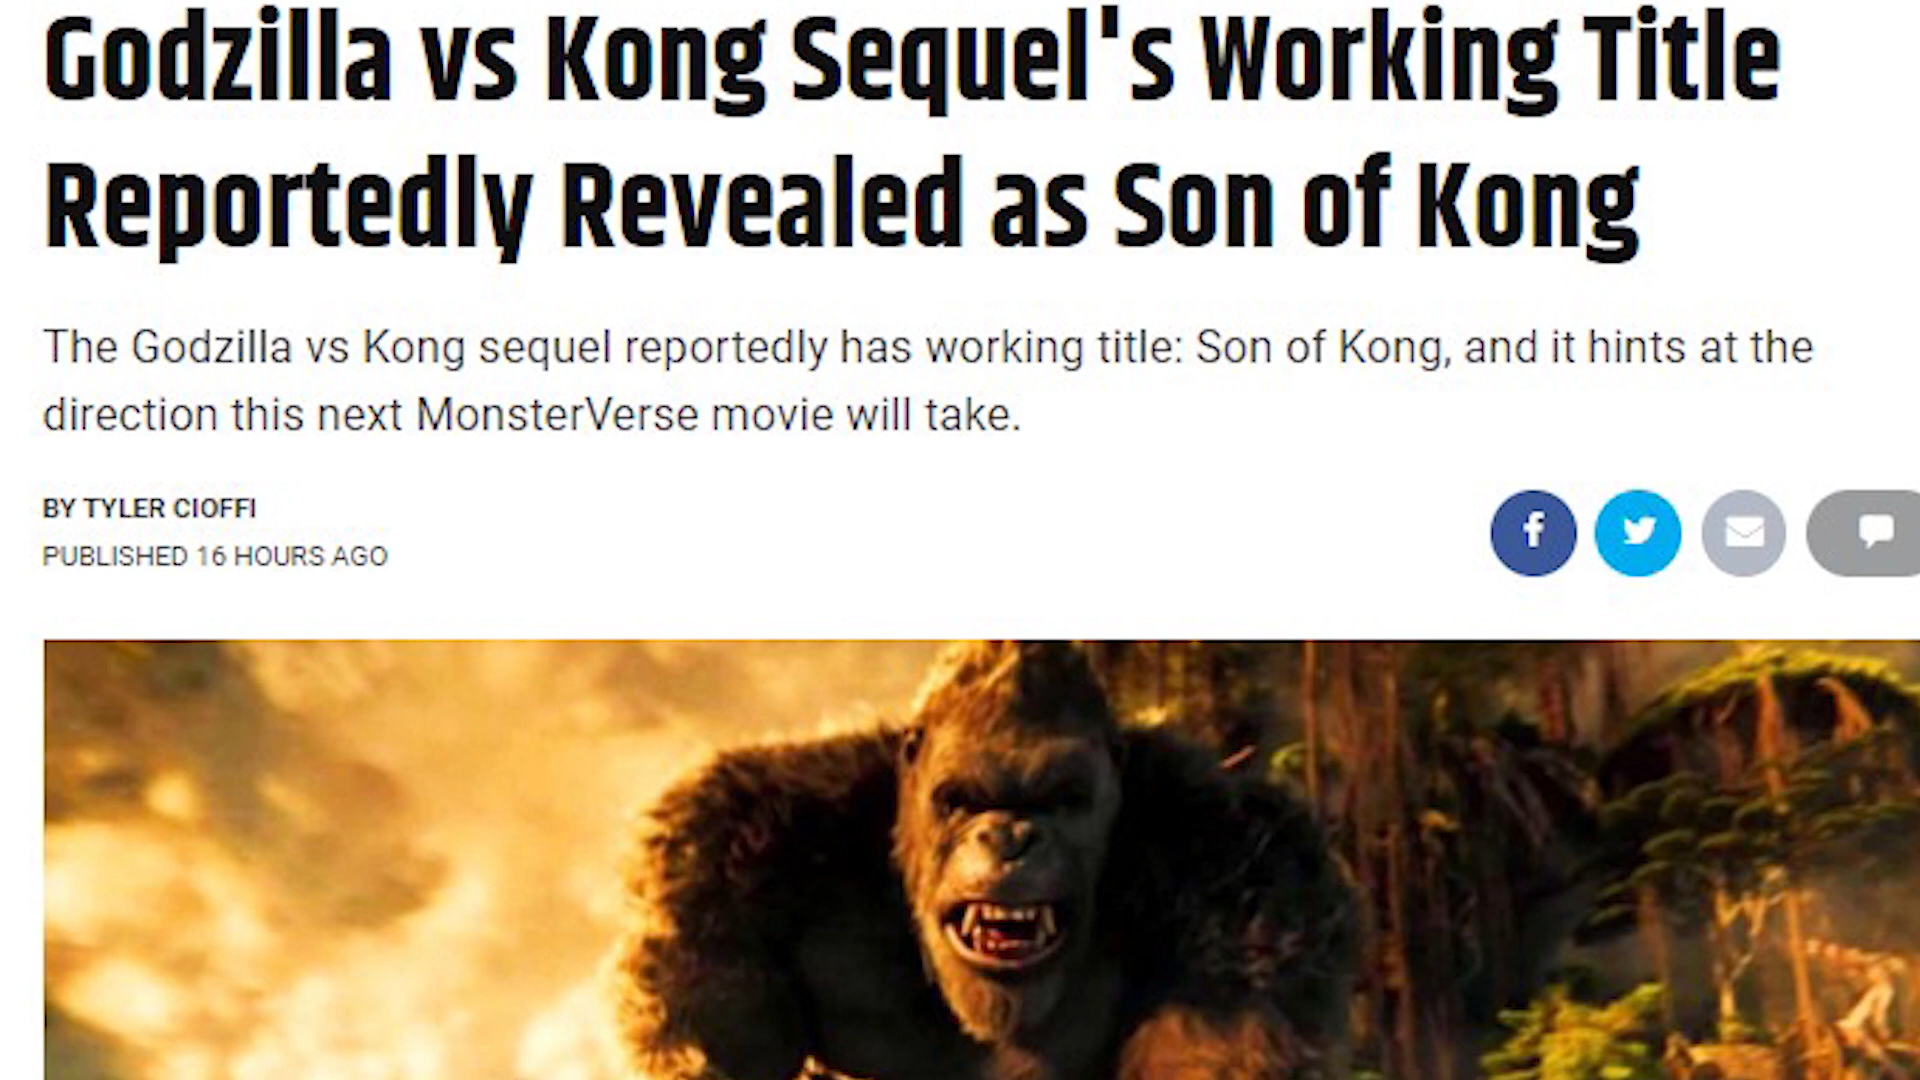 Godzilla vs Kong Sequel's Working Title
Reportedly Revealed as Son of Kong
The Godzilla vs Kong sequel reportedly has working title: Son of Kong, and it hints at the
direction this next MonsterVerse movie will take.
BY TYLER CIOFFI
PUBLISHED 16 HOURS AGO